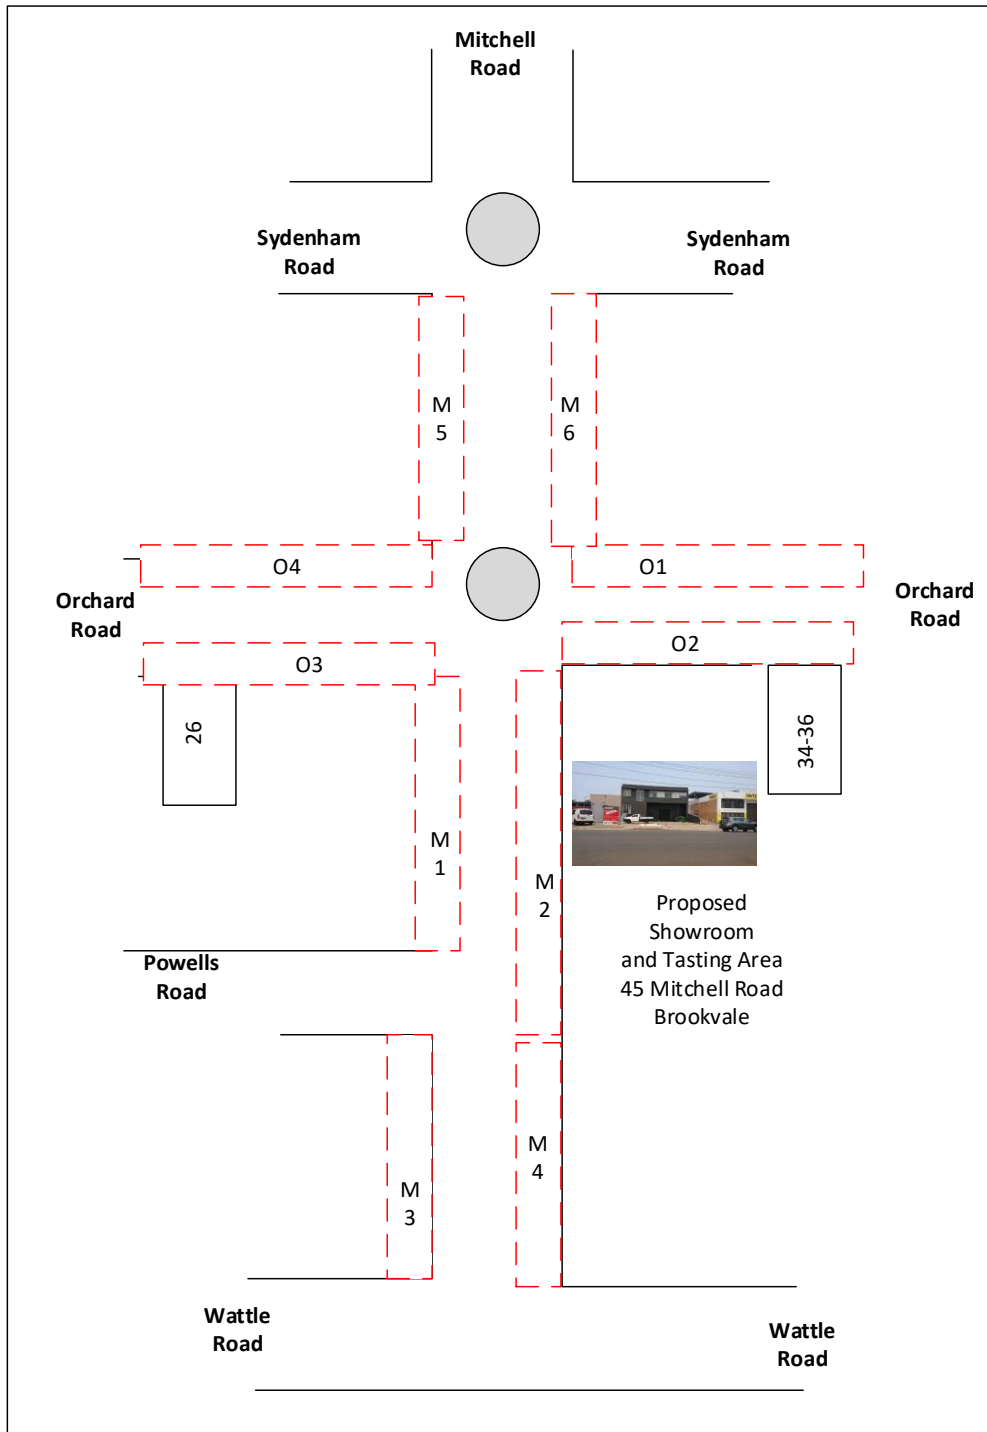 Mitchell
Road
Sydenham
Road
Sydenham
Road
M
5
M
6
O4
O1
Orchard
Road
Orchard
Road
O3
O2
26
34-36
M
1
M
2
Proposed
Showroom
and Tasting Area
45 Mitchell Road
Brookvale
Powells
Road
M
4
M
3
Wattle
Road
Wattle
Road